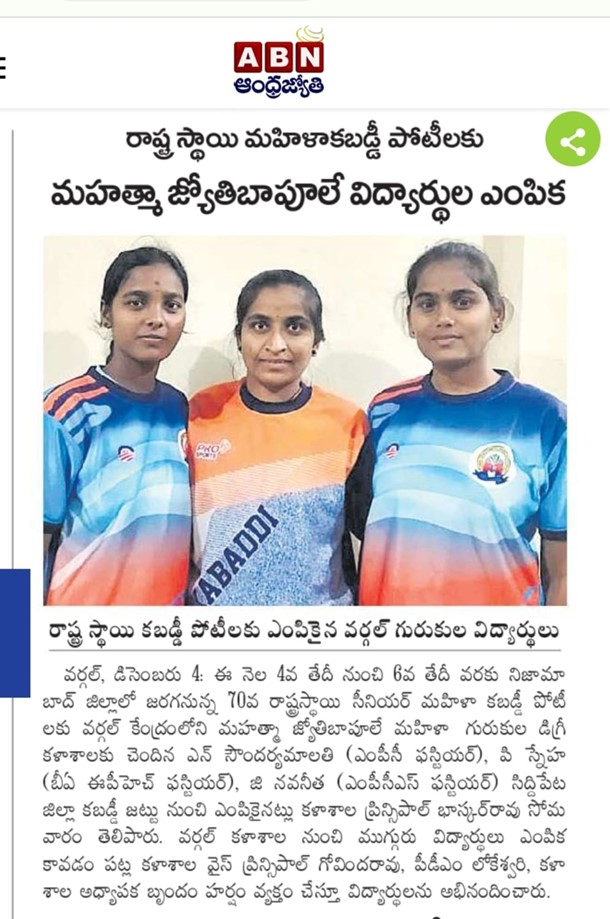 ABN
ఆంధ్రజ్యోతి
రాష్ట్ర స్థాయి మహిళాకబడ్డీ పోటీలకు
మహత్మా జ్యోతిబాపూలే విద్యార్థుల ఎంపిక
PRO
SPORTS
KABADDI
రాష్ట్ర స్థాయి కబడ్డీ పోటీలకు ఎంపికైన వర్గల్ గురుకుల విద్యార్థులు
వర్గల్, డిసెంబరు 4: ఈ నెల 4వ తేదీ నుంచి 6వ తేదీ వరకు నిజామా
బాద్ జిల్లాలో జరగనున్న 70వ రాష్ట్రస్థాయి సీనియర్ మహిళా కబడ్డీ పోటీ
లకు వర్గల్ కేంద్రంలోని మహత్మా జ్యోతిబాపూలే మహిళా గురుకుల డిగ్రీ
కళాశాలకు చెందిన ఎన్ సౌందర్యమాలతి (ఎంపీసీ ఫస్టియర్), పి స్నేహ
(బీఏ ఈపీహెచ్ ఫస్టియర్), జి నవనీత (ఎంపీసీఎస్ ఫస్టియర్) సిద్దిపేట
జిల్లా కబడ్డీ జట్టు నుంచి ఎంపికైనట్లు కళాశాల ప్రిన్సిపాల్ భాస్కర్‌రావు సోమ
వారం తెలిపారు. వర్గల్ కళాశాల నుంచి ముగ్గురు విద్యార్థులు ఎంపిక
కావడం పట్ల కళాశాల వైస్ ప్రిన్సిపాల్ గోవిందరావు, పీడీఎం లోకేశ్వరి, కళా
శాల అధ్యాపక బృందం హర్షం వ్యక్తం చేస్తూ విద్యార్థులను అభినందించారు.